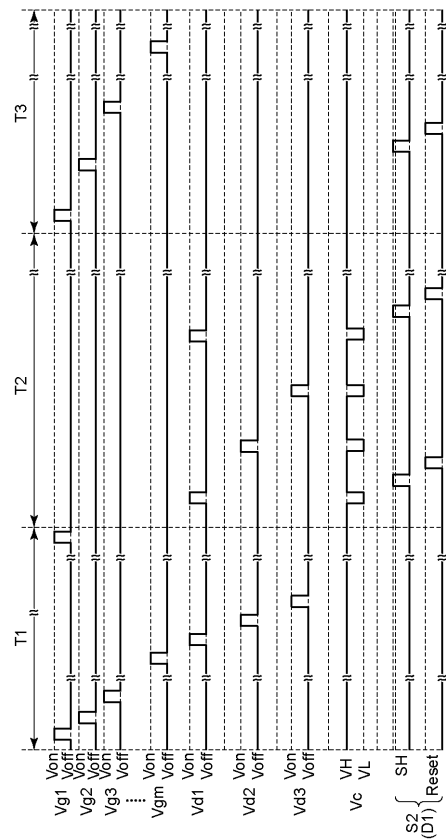 T1 T2 T3
Vg1 Von Voff
Vg2 Von Voff
Vg3 Von Voff
......
Vgm Von Voff
Vd1 Von Voff
Vd2 Von Voff
Vd3 Von Voff
Vc VH VL
S2 (U1) SH Reset